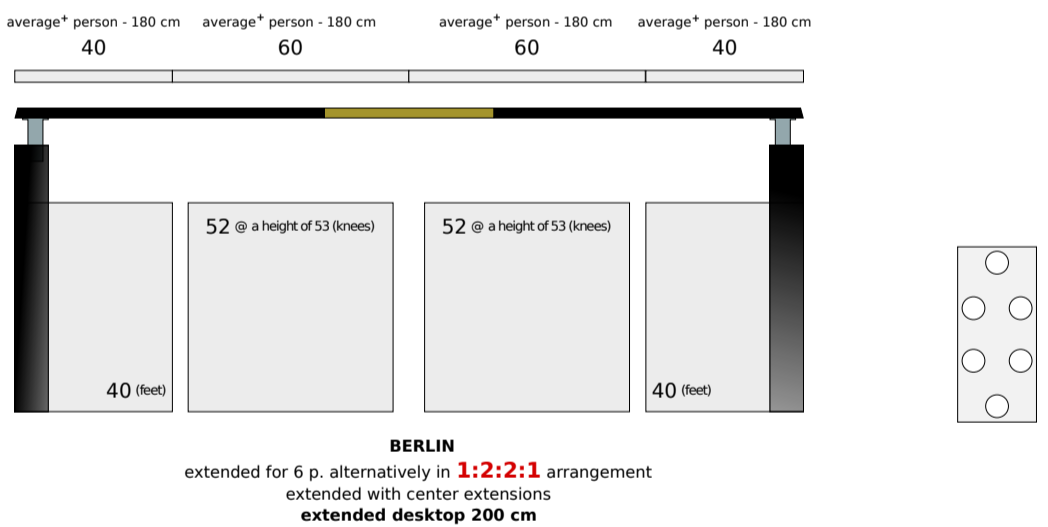 average+ person - 180 cm average+ person - 180 cm average+ person - 180 cm average+ person - 180 cm
40 60 60 40
52 @ a height of 53 (knees) 52 @ a height of 53 (knees)
40 (feet) 40 (feet)
BERLIN
extended for 6 p. alternatively in 1:2:2:1 arrangement
extended with center extensions
extended desktop 200 cm